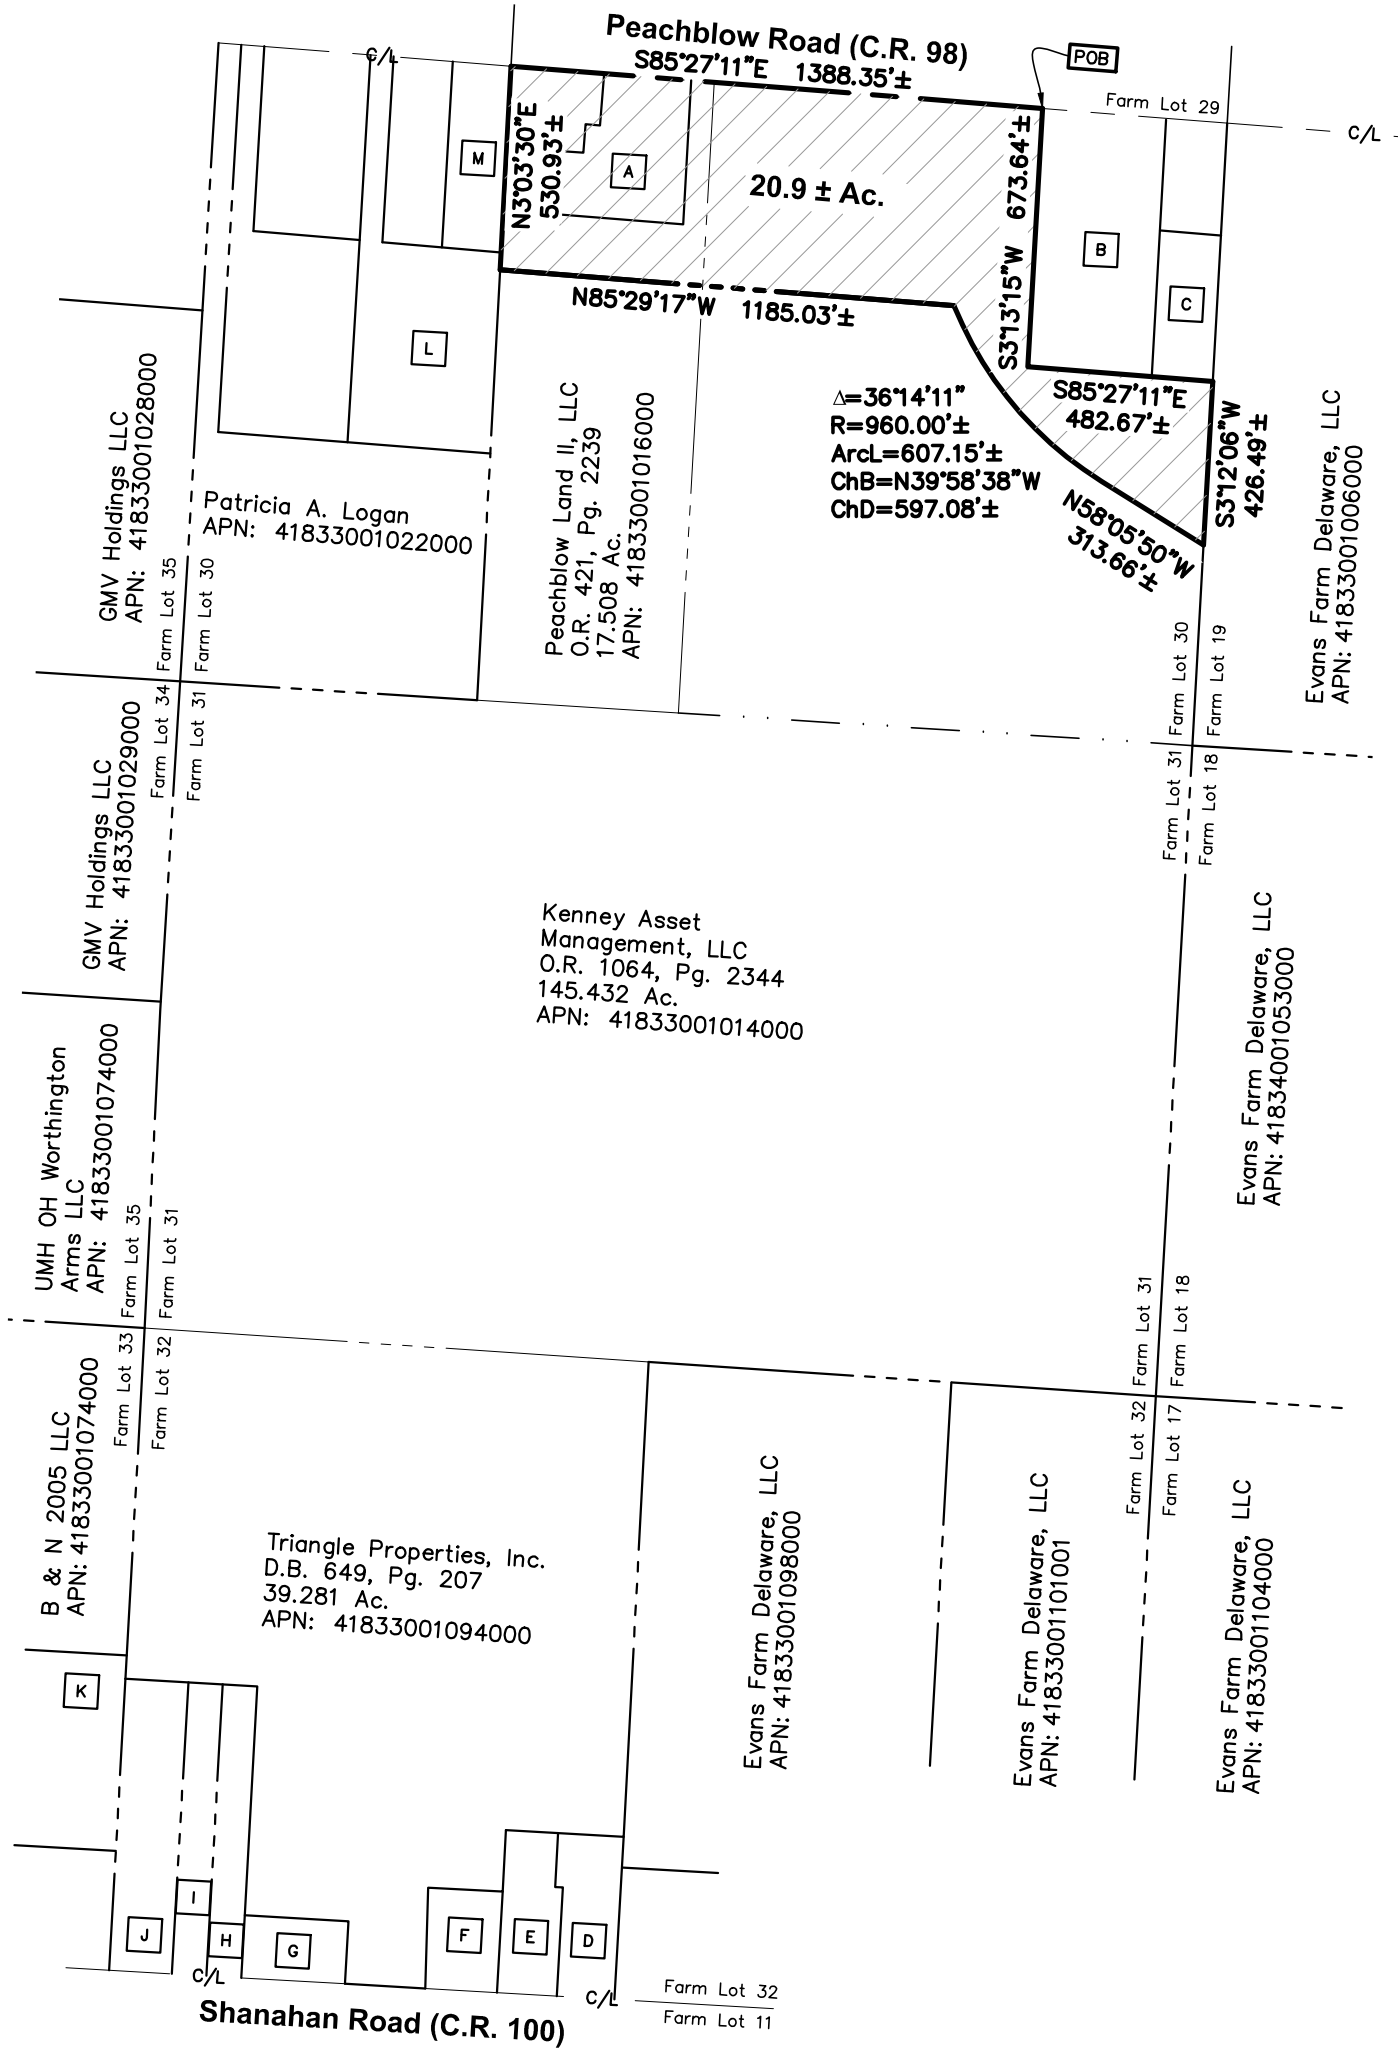 Peachblow Road (C.R. 98)
S85°27'11"E 1388.35'±
POB
C/L
Farm Lot 29
C/L
M
N3°03'30"E
530.93'±
A
20.9 ± Ac.
S3°13'15"W 673.64'±
B
C
L
N85°29'17"W 1185.03'±
Δ=36°14'11"
R=960.00'±
ArcL=607.15'±
ChB=N39°58'38"W
ChD=597.08'±
S85°27'11"E
482.67'±
S3°12'06"W
426.49'±
N58°05'50"W
313.66'±
GMV Holdings LLC
APN: 41833001028000
Patricia A. Logan
APN: 41833001022000
Peachblow Land II, LLC
O.R. 421, Pg. 2239
17.508 Ac.
APN: 41833001016000
Evans Farm Delaware, LLC
APN: 41833001006000
Farm Lot 35
Farm Lot 30
Farm Lot 34
Farm Lot 31
Farm Lot 30
Farm Lot 19
Farm Lot 31
Farm Lot 18
GMV Holdings LLC
APN: 41833001029000
Kenney Asset
Management, LLC
O.R. 1064, Pg. 2344
145.432 Ac.
APN: 41833001014000
Evans Farm Delaware, LLC
APN: 41834001053000
UMH OH Worthington
Arms LLC
APN: 41833001074000
Farm Lot 35
Farm Lot 31
Farm Lot 33
Farm Lot 32
Farm Lot 31
Farm Lot 18
Farm Lot 32
Farm Lot 17
B & N 2005 LLC
APN: 41833001074000
Triangle Properties, Inc.
D.B. 649, Pg. 207
39.281 Ac.
APN: 41833001094000
Evans Farm Delaware, LLC
APN: 41833001098000
Evans Farm Delaware, LLC
APN: 41833001101001
Evans Farm Delaware, LLC
APN: 41833001104000
K
J
I
H
G
F
E
D
C/L
C/L
Farm Lot 32
Farm Lot 11
Shanahan Road (C.R. 100)